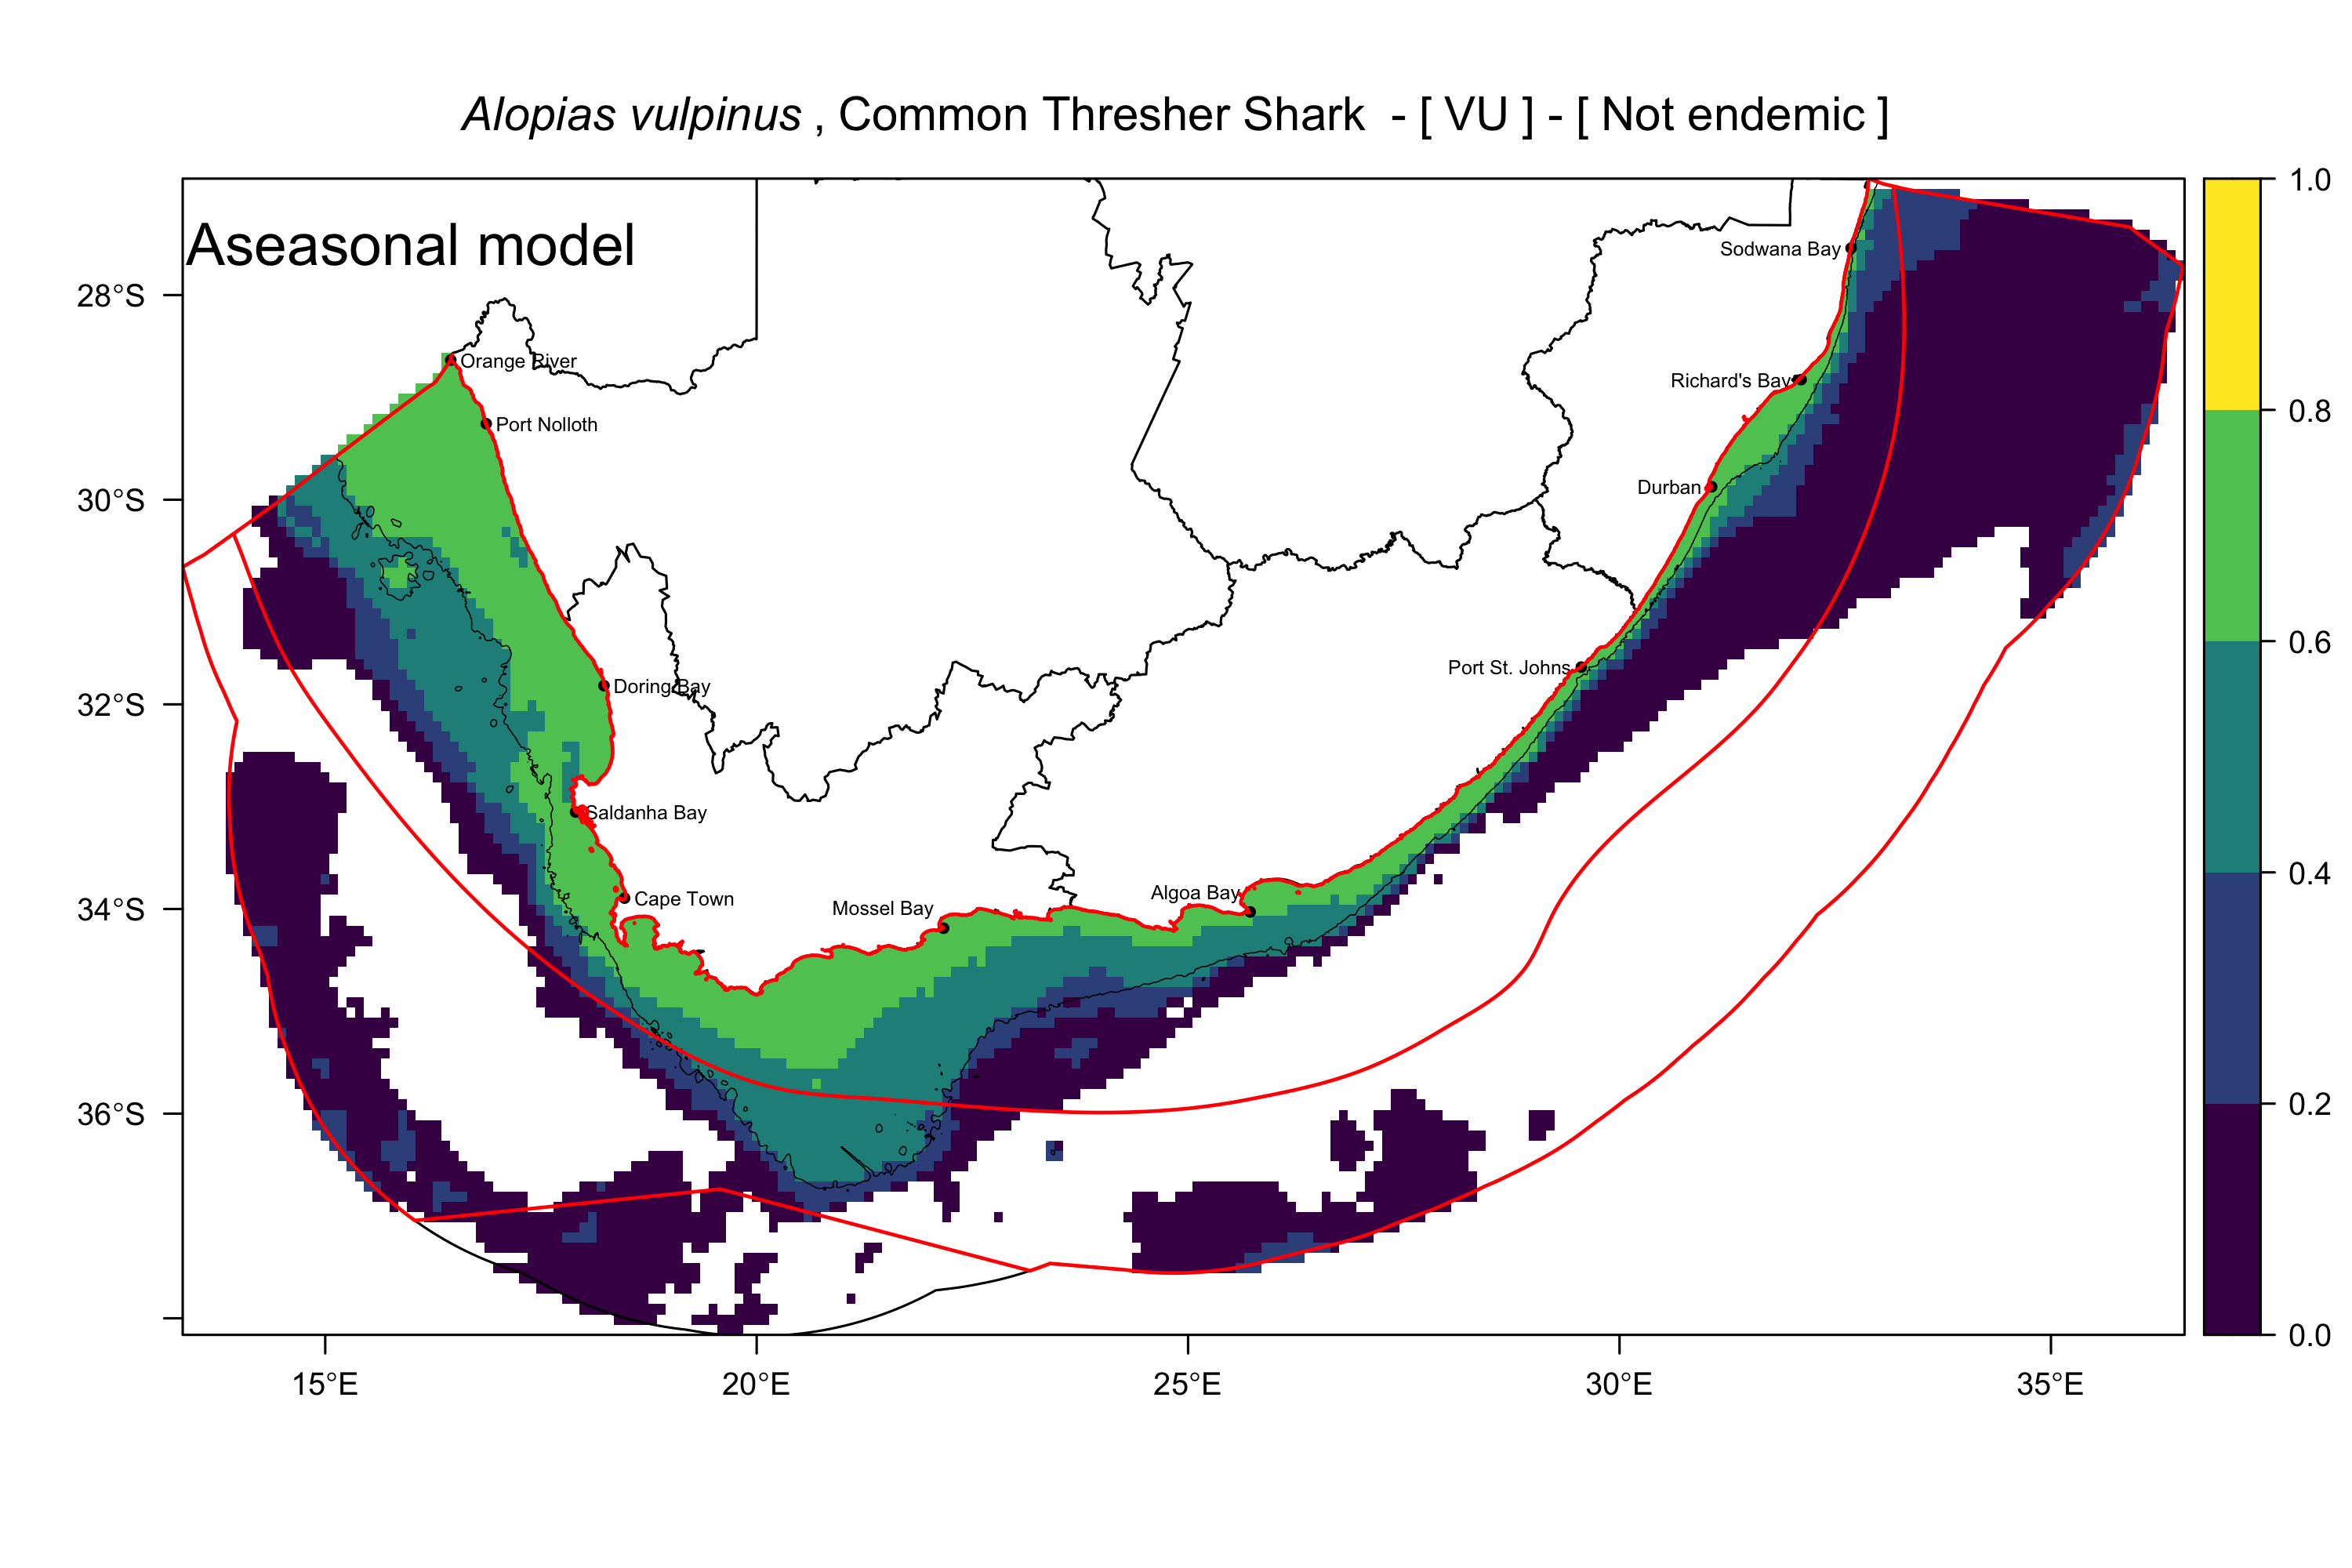 Alopias vulpinus , Common Thresher Shark - [ VU ] - [ Not endemic ]
Aseasonal model
1.0
0.8
0.6
0.4
0.2
0.0
28°S
30°S
32°S
34°S
36°S
Sodwana Bay
Orange River
Richard's Bay
Port Nolloth
Durban
Port St. Johns
Doring Bay
Saldanha Bay
Algoa Bay
Cape Town
Mossel Bay
15°E
20°E
25°E
30°E
35°E